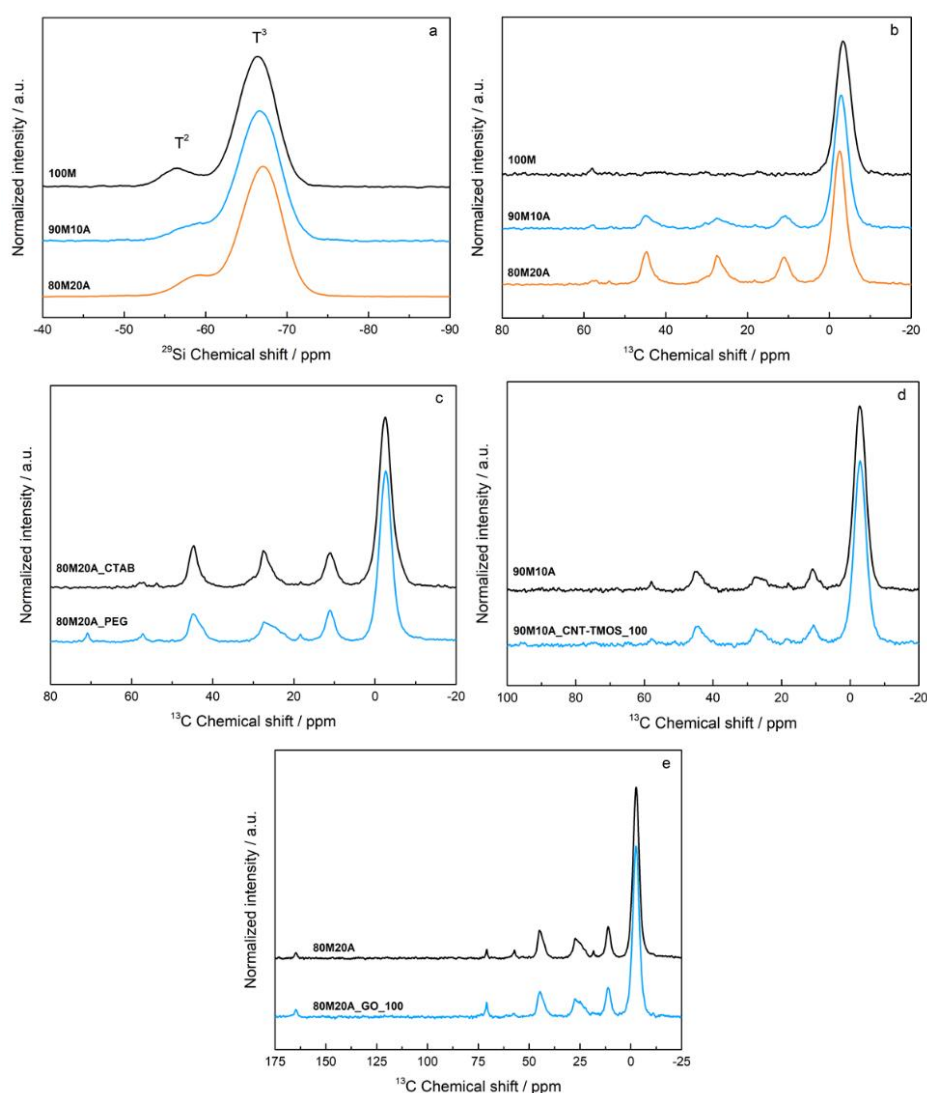 a
T³
T²
100M
90M10A
80M20A
Normalized intensity / a.u.
-40 -50 -60 -70 -80 -90
²⁹Si Chemical shift / ppm
b
100M
90M10A
80M20A
Normalized intensity / a.u.
80 60 40 20 0 -20
¹³C Chemical shift / ppm
c
80M20A_CTAB
80M20A_PEG
Normalized intensity / a.u.
80 60 40 20 0 -20
¹³C Chemical shift / ppm
d
90M10A
90M10A_CNT-TMOS_100
Normalized intensity / a.u.
100 80 60 40 20 0 -20
¹³C Chemical shift / ppm
e
80M20A
80M20A_GO_100
Normalized intensity / a.u.
175 150 125 100 75 50 25 0 -25
¹³C Chemical shift / ppm